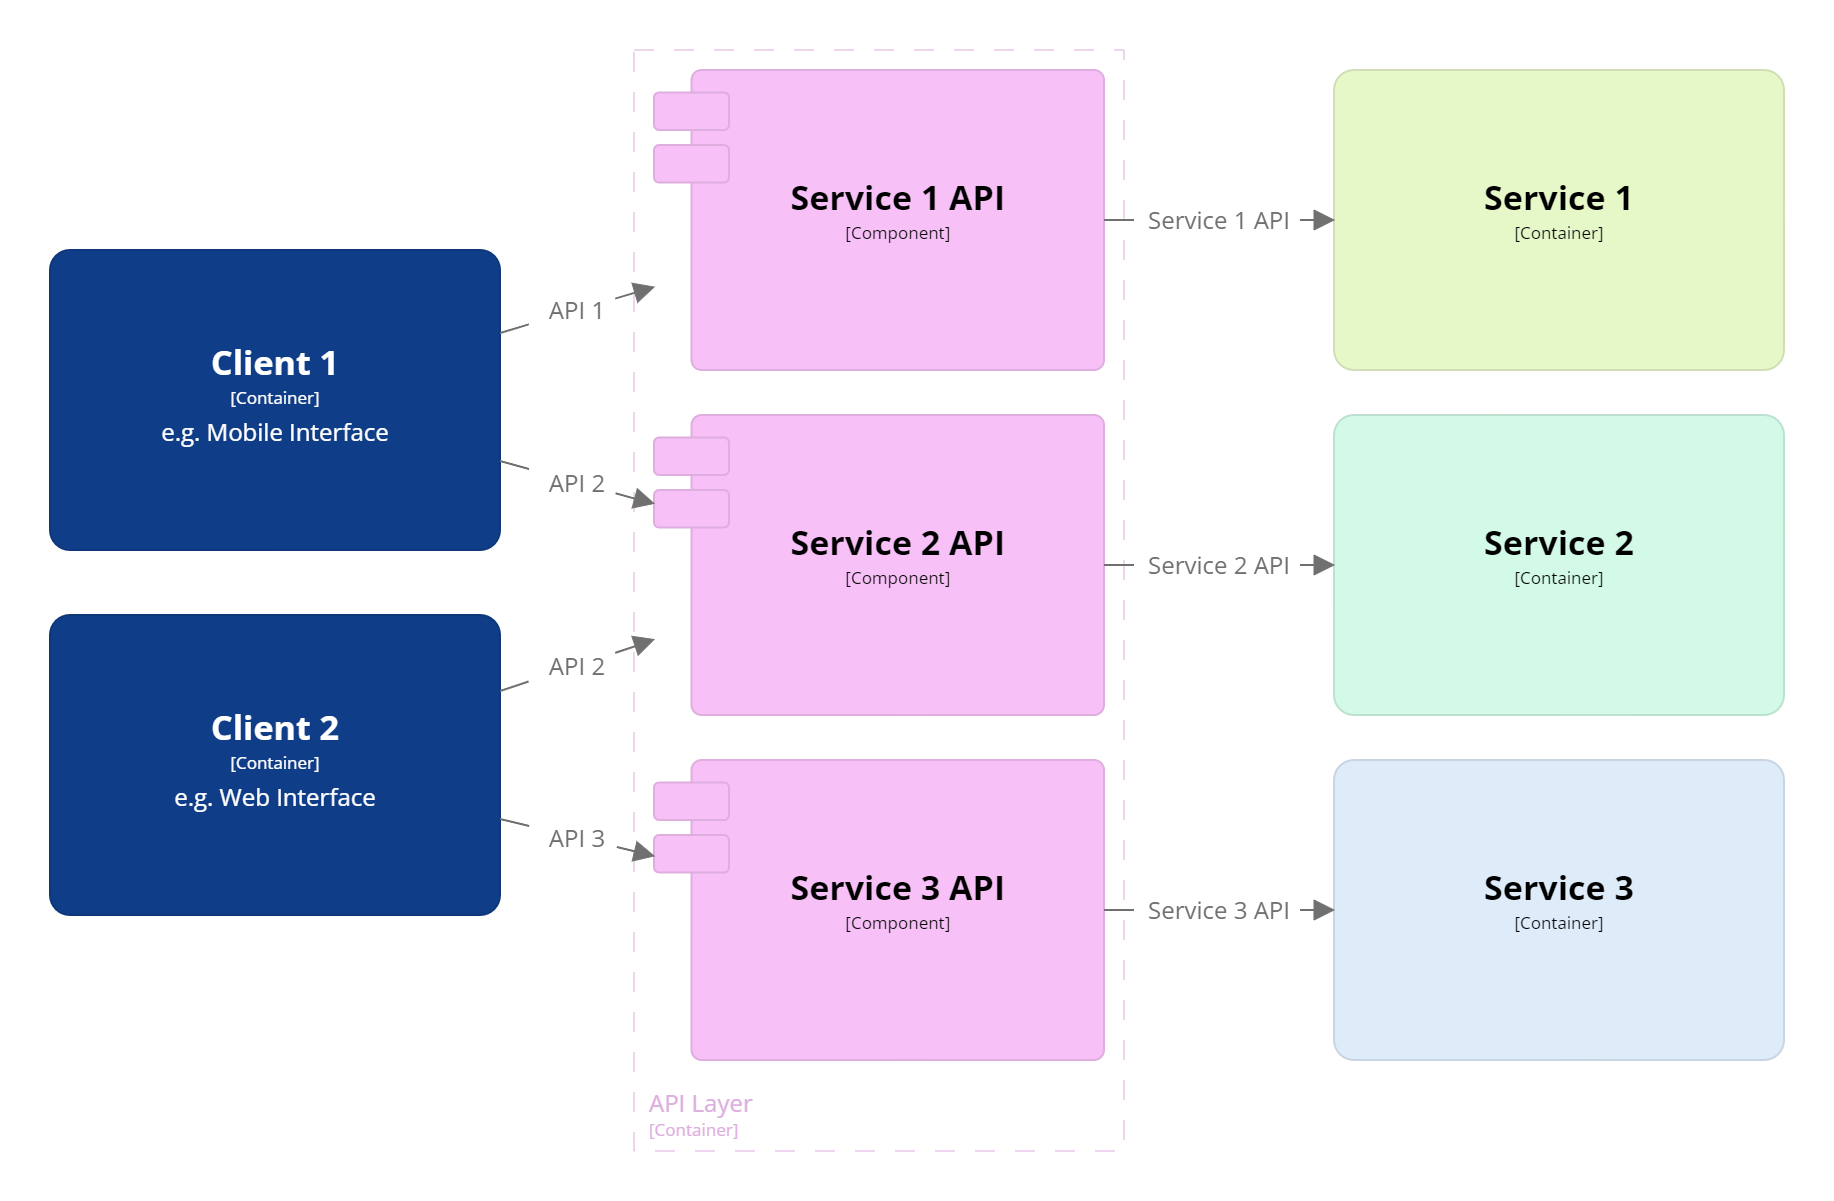 Client 1
[Container]
e.g. Mobile Interface
Client 2
[Container]
e.g. Web Interface
API 1
API 2
API 2
API 3
Service 1 API
[Component]
Service 2 API
[Component]
Service 3 API
[Component]
API Layer
[Container]
Service 1 API
Service 2 API
Service 3 API
Service 1
[Container]
Service 2
[Container]
Service 3
[Container]